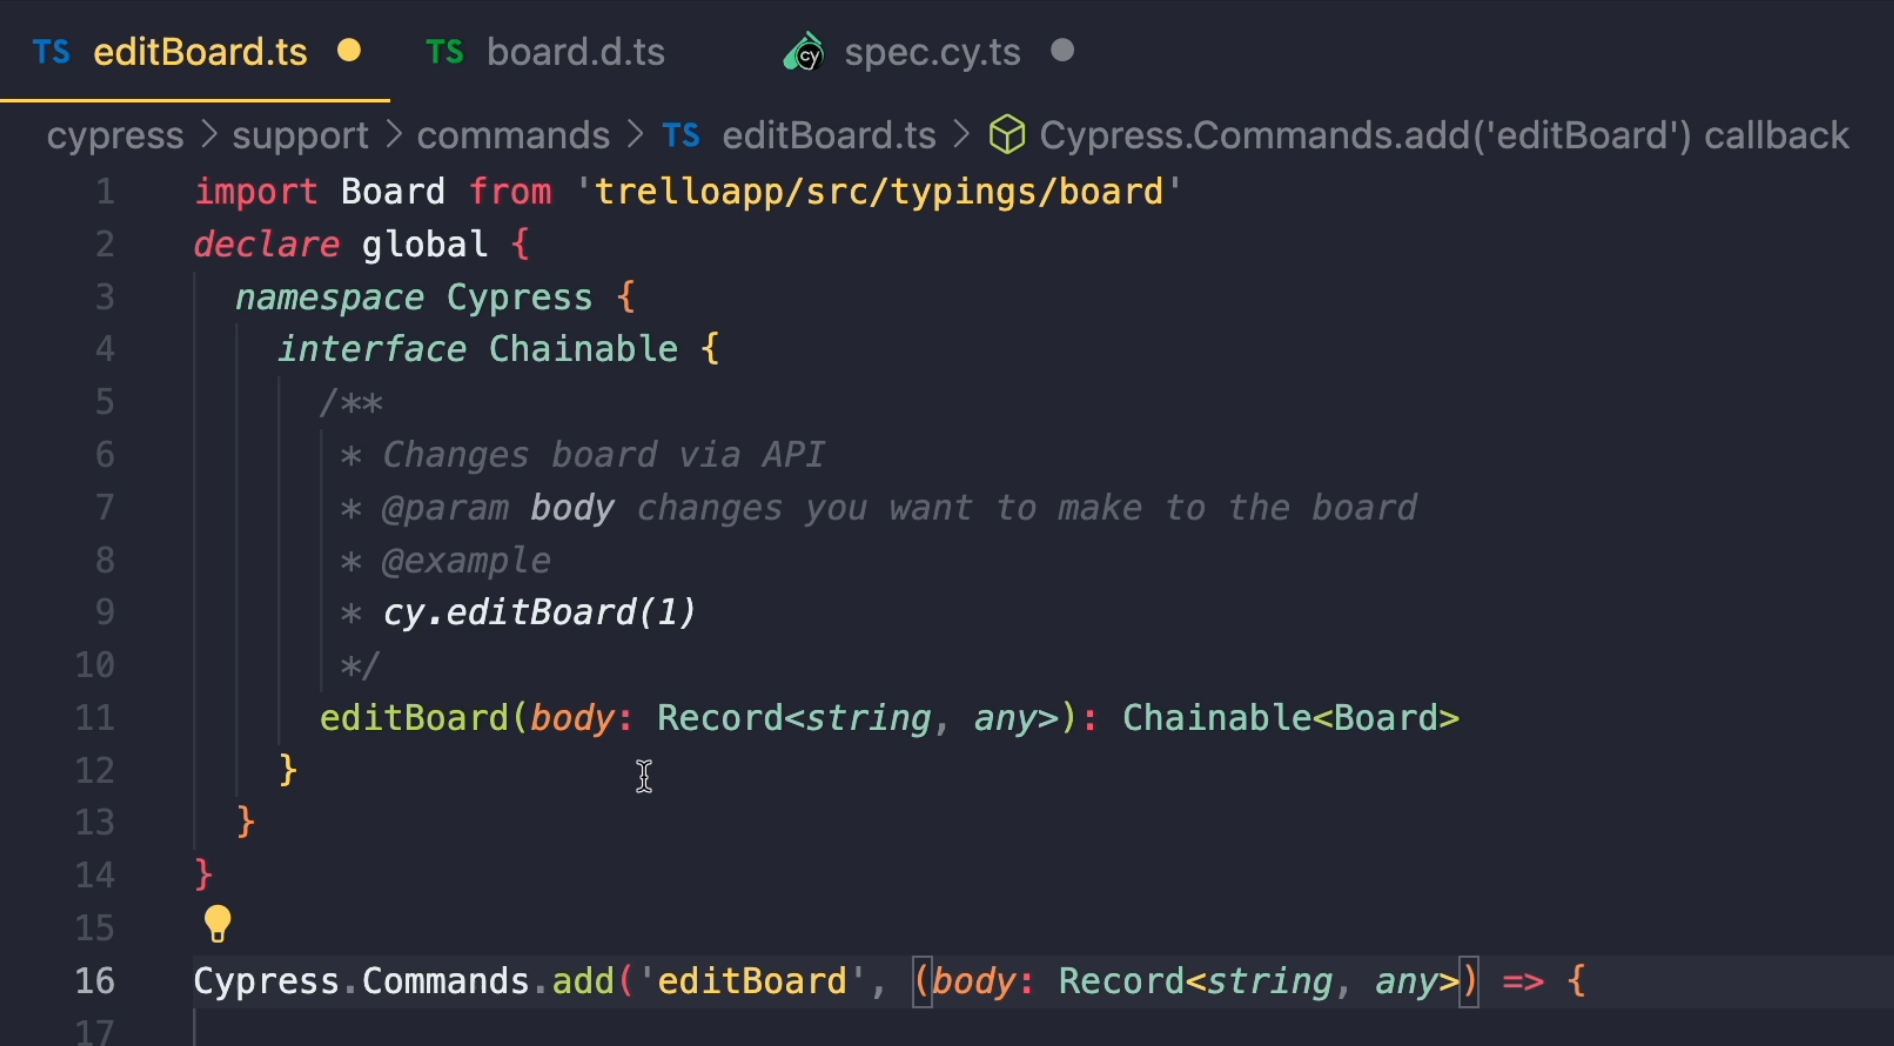 TS editBoard.ts TS board.d.ts cy spec.cy.ts
cypress > support > commands > TS editBoard.ts > Cypress.Commands.add('editBoard') callback
1 import Board from 'trelloapp/src/typings/board'
2 declare global {
3 namespace Cypress {
4 interface Chainable {
5 /**
6 * Changes board via API
7 * @param body changes you want to make to the board
8 * @example
9 * cy.editBoard(1)
10 */
11 editBoard(body: Record<string, any>): Chainable<Board>
12 }
13 }
14 }
15
16 Cypress.Commands.add('editBoard', (body: Record<string, any>) => {
17